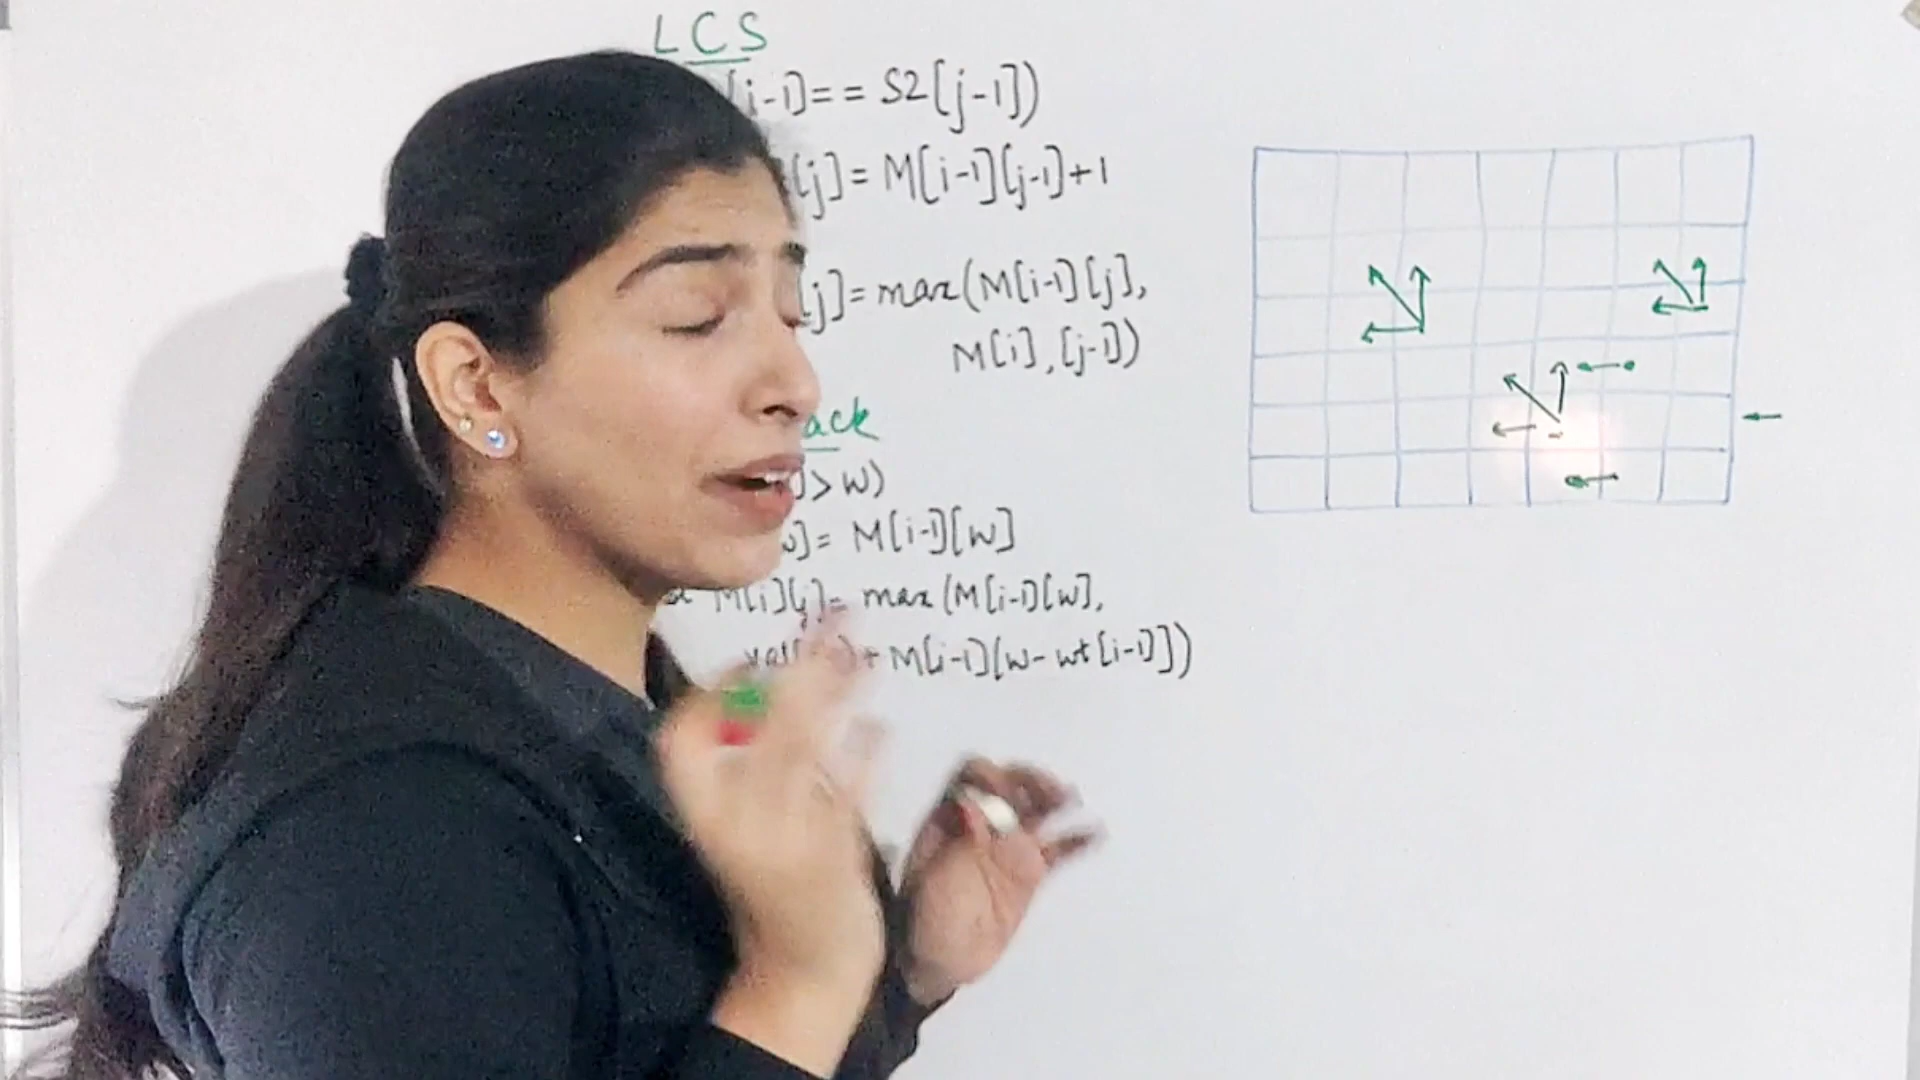 LCS
[i-1]== S2[j-1])
[j]= M[i-1][j-1]+1
[j]=max(M[i-1][j],
M[i],[j-1])
ack
]>W)
w]= M[i-1][w]
M[i][j]= max(M[i-1][w],
+M[i-1][w-wt[i-1]])